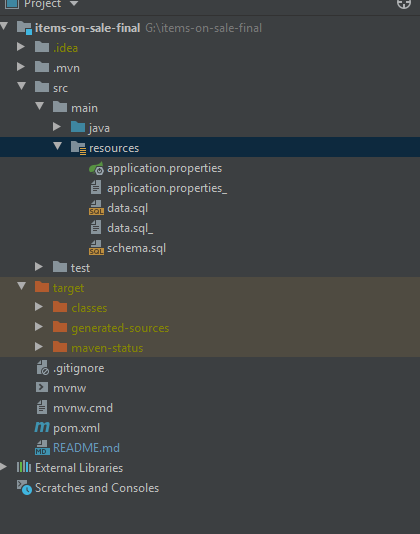 Project
items-on-sale-final G:\items-on-sale-final
.idea
.mvn
src
main
java
resources
application.properties
application.properties_
data.sql
data.sql_
schema.sql
test
target
classes
generated-sources
maven-status
.gitignore
mvnw
mvnw.cmd
pom.xml
README.md
External Libraries
Scratches and Consoles